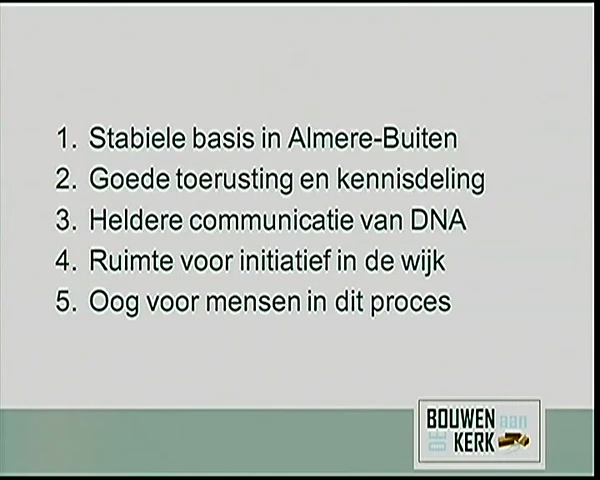 1. Stabiele basis in Almere-Buiten
2. Goede toerusting en kennisdeling
3. Heldere communicatie van DNA
4. Ruimte voor initiatief in de wijk
5. Oog voor mensen in dit proces
BOUWEN aan
DE KERK